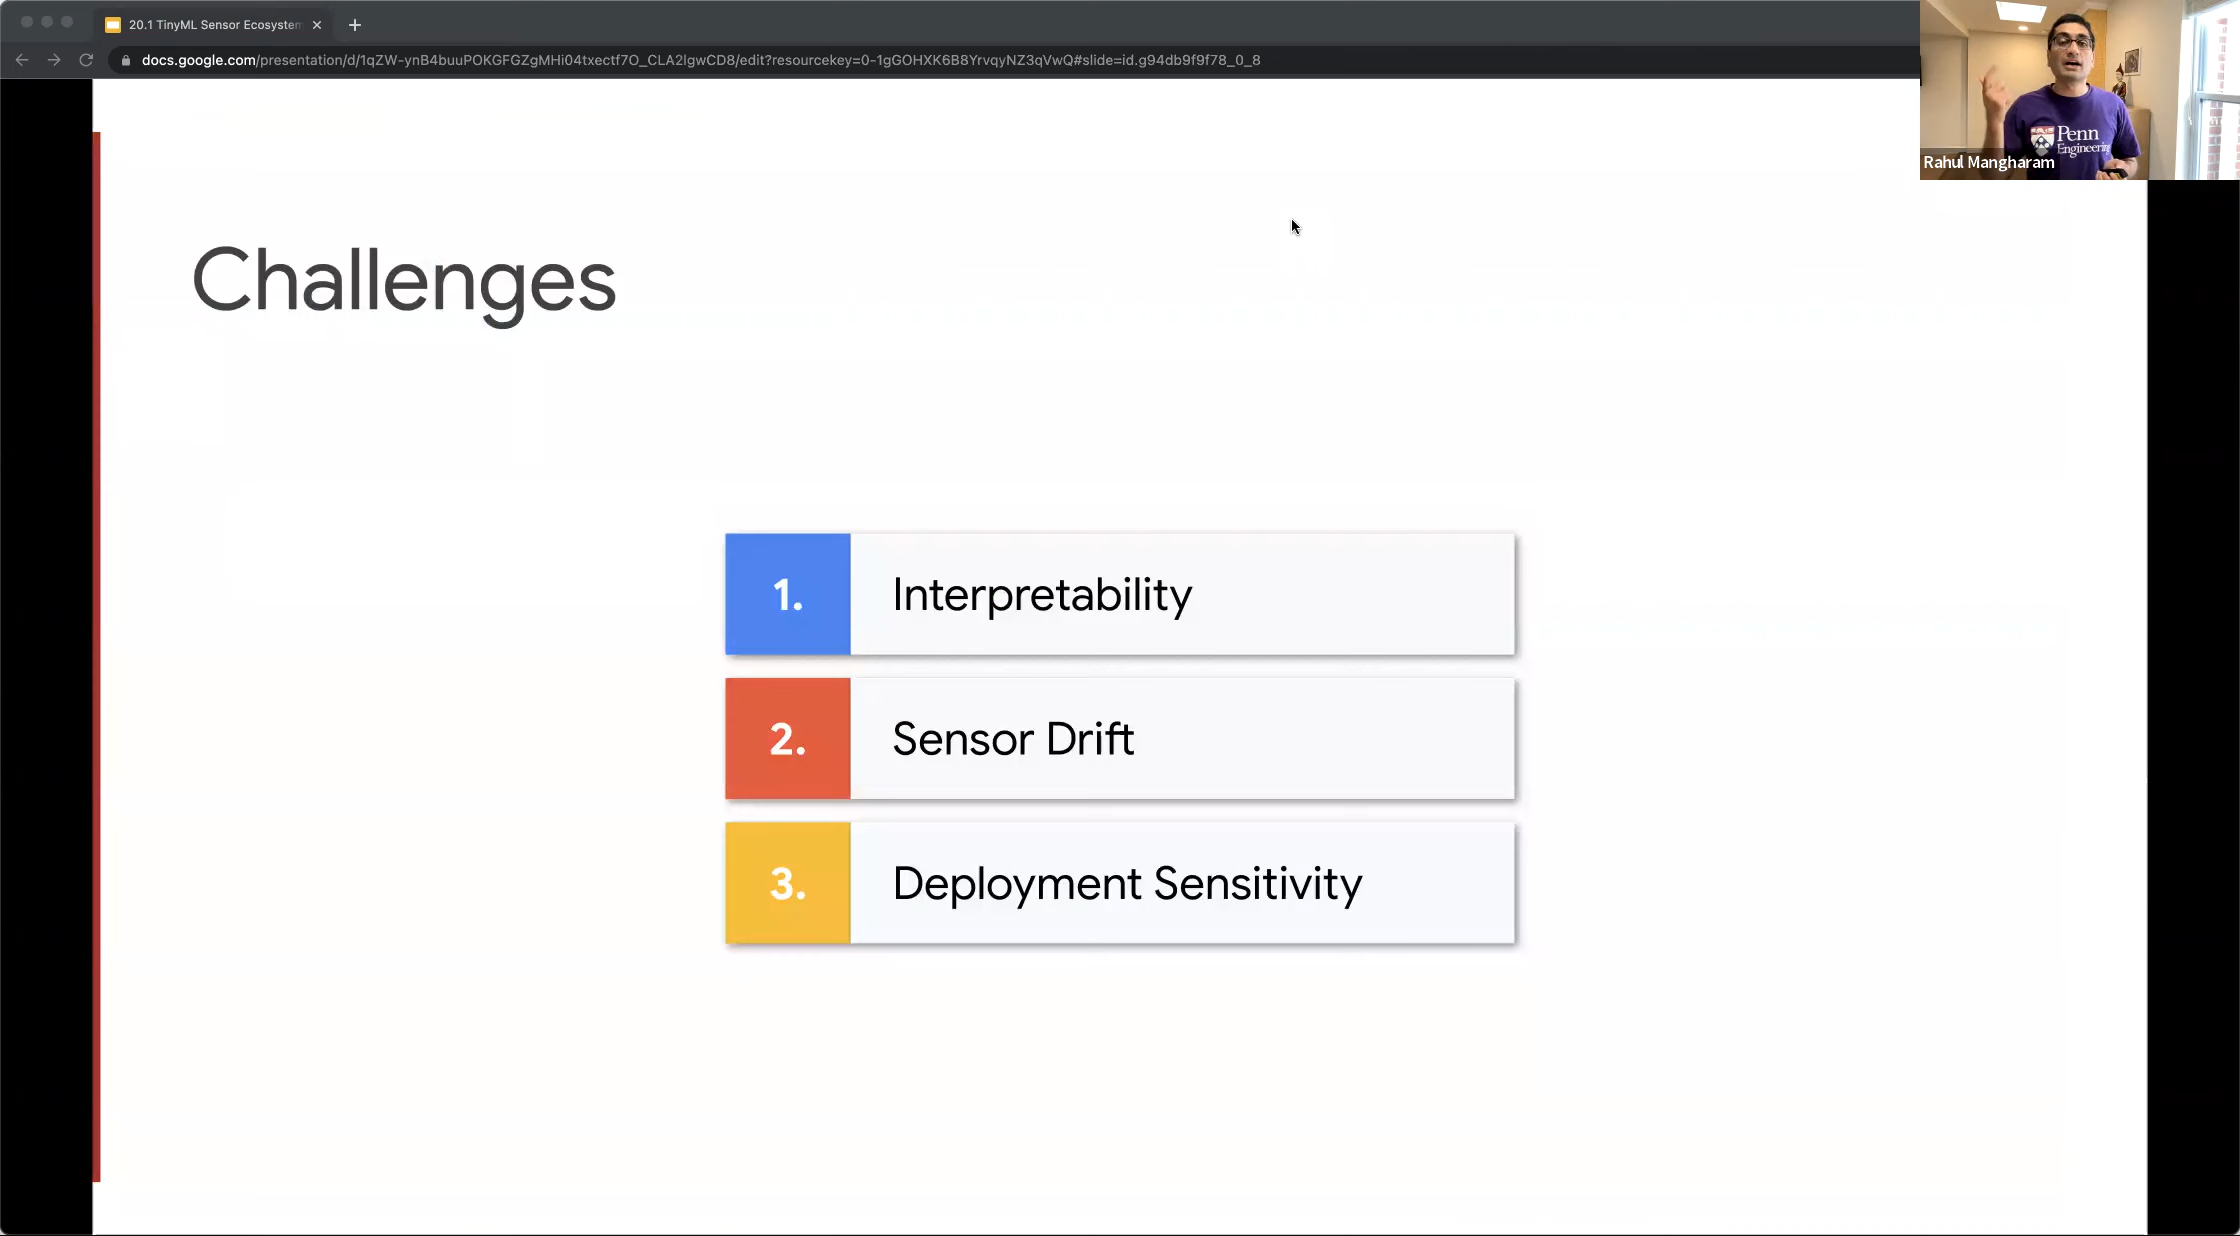 20.1 TinyML Sensor Ecosystem
docs.google.com/presentation/d/1qZW-ynB4buuPOKGFGZgMHi04txectf7O_CLA2lgwCD8/edit?resourcekey=0-1gGOHXK6B8YrvqyNZ3qVwQ#slide=id.g94db9f9f78_0_8
Penn
Engineering
Rahul Mangharam
Challenges
1. Interpretability
2. Sensor Drift
3. Deployment Sensitivity